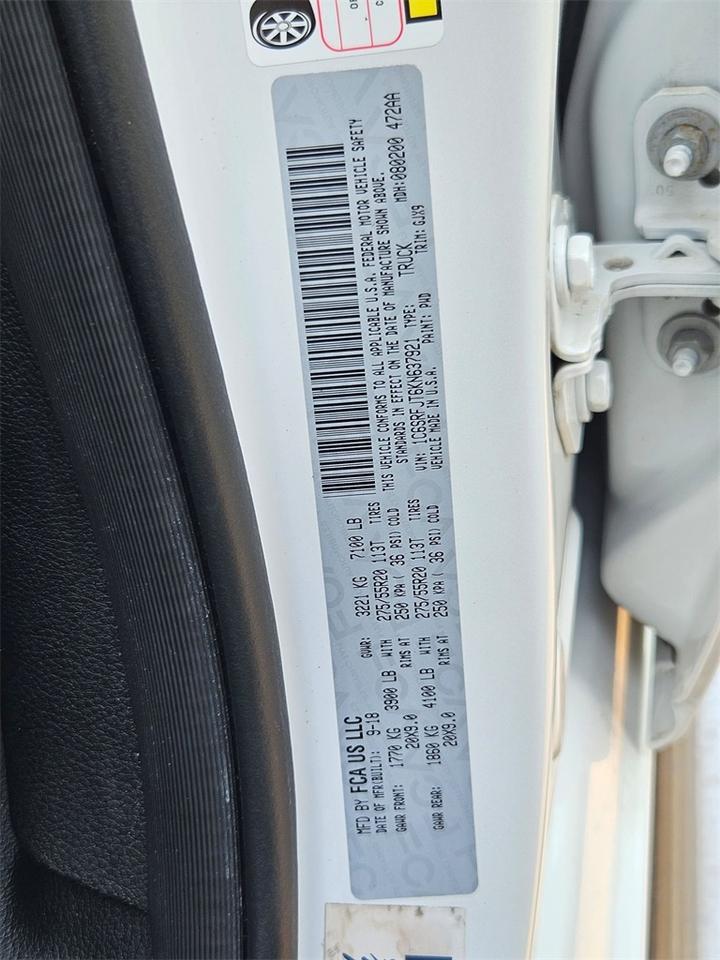 MFD BY FCA US LLC
DATE OF MFR(BUILT): 9-18 GVWR: 3221 KG 7100 LB
GAWR FRONT: 1770 KG 3900 LB WITH 275/55R20 113T TIRES
20X9.0 RIMS AT 250 KPA ( 36 PSI) COLD
GAWR REAR: 1860 KG 4100 LB WITH 275/55R20 113T TIRES
20X9.0 RIMS AT 250 KPA ( 36 PSI) COLD
THIS VEHICLE CONFORMS TO ALL APPLICABLE U.S.A. FEDERAL MOTOR VEHICLE SAFETY
STANDARDS IN EFFECT ON THE DATE OF MANUFACTURE SHOWN ABOVE.
VIN: 1C6SRFJT6KN637921 TYPE: TRUCK MDH: 080200 472AA
VEHICLE MADE IN U.S.A. PAINT: PWD TRIM: GJX9
50